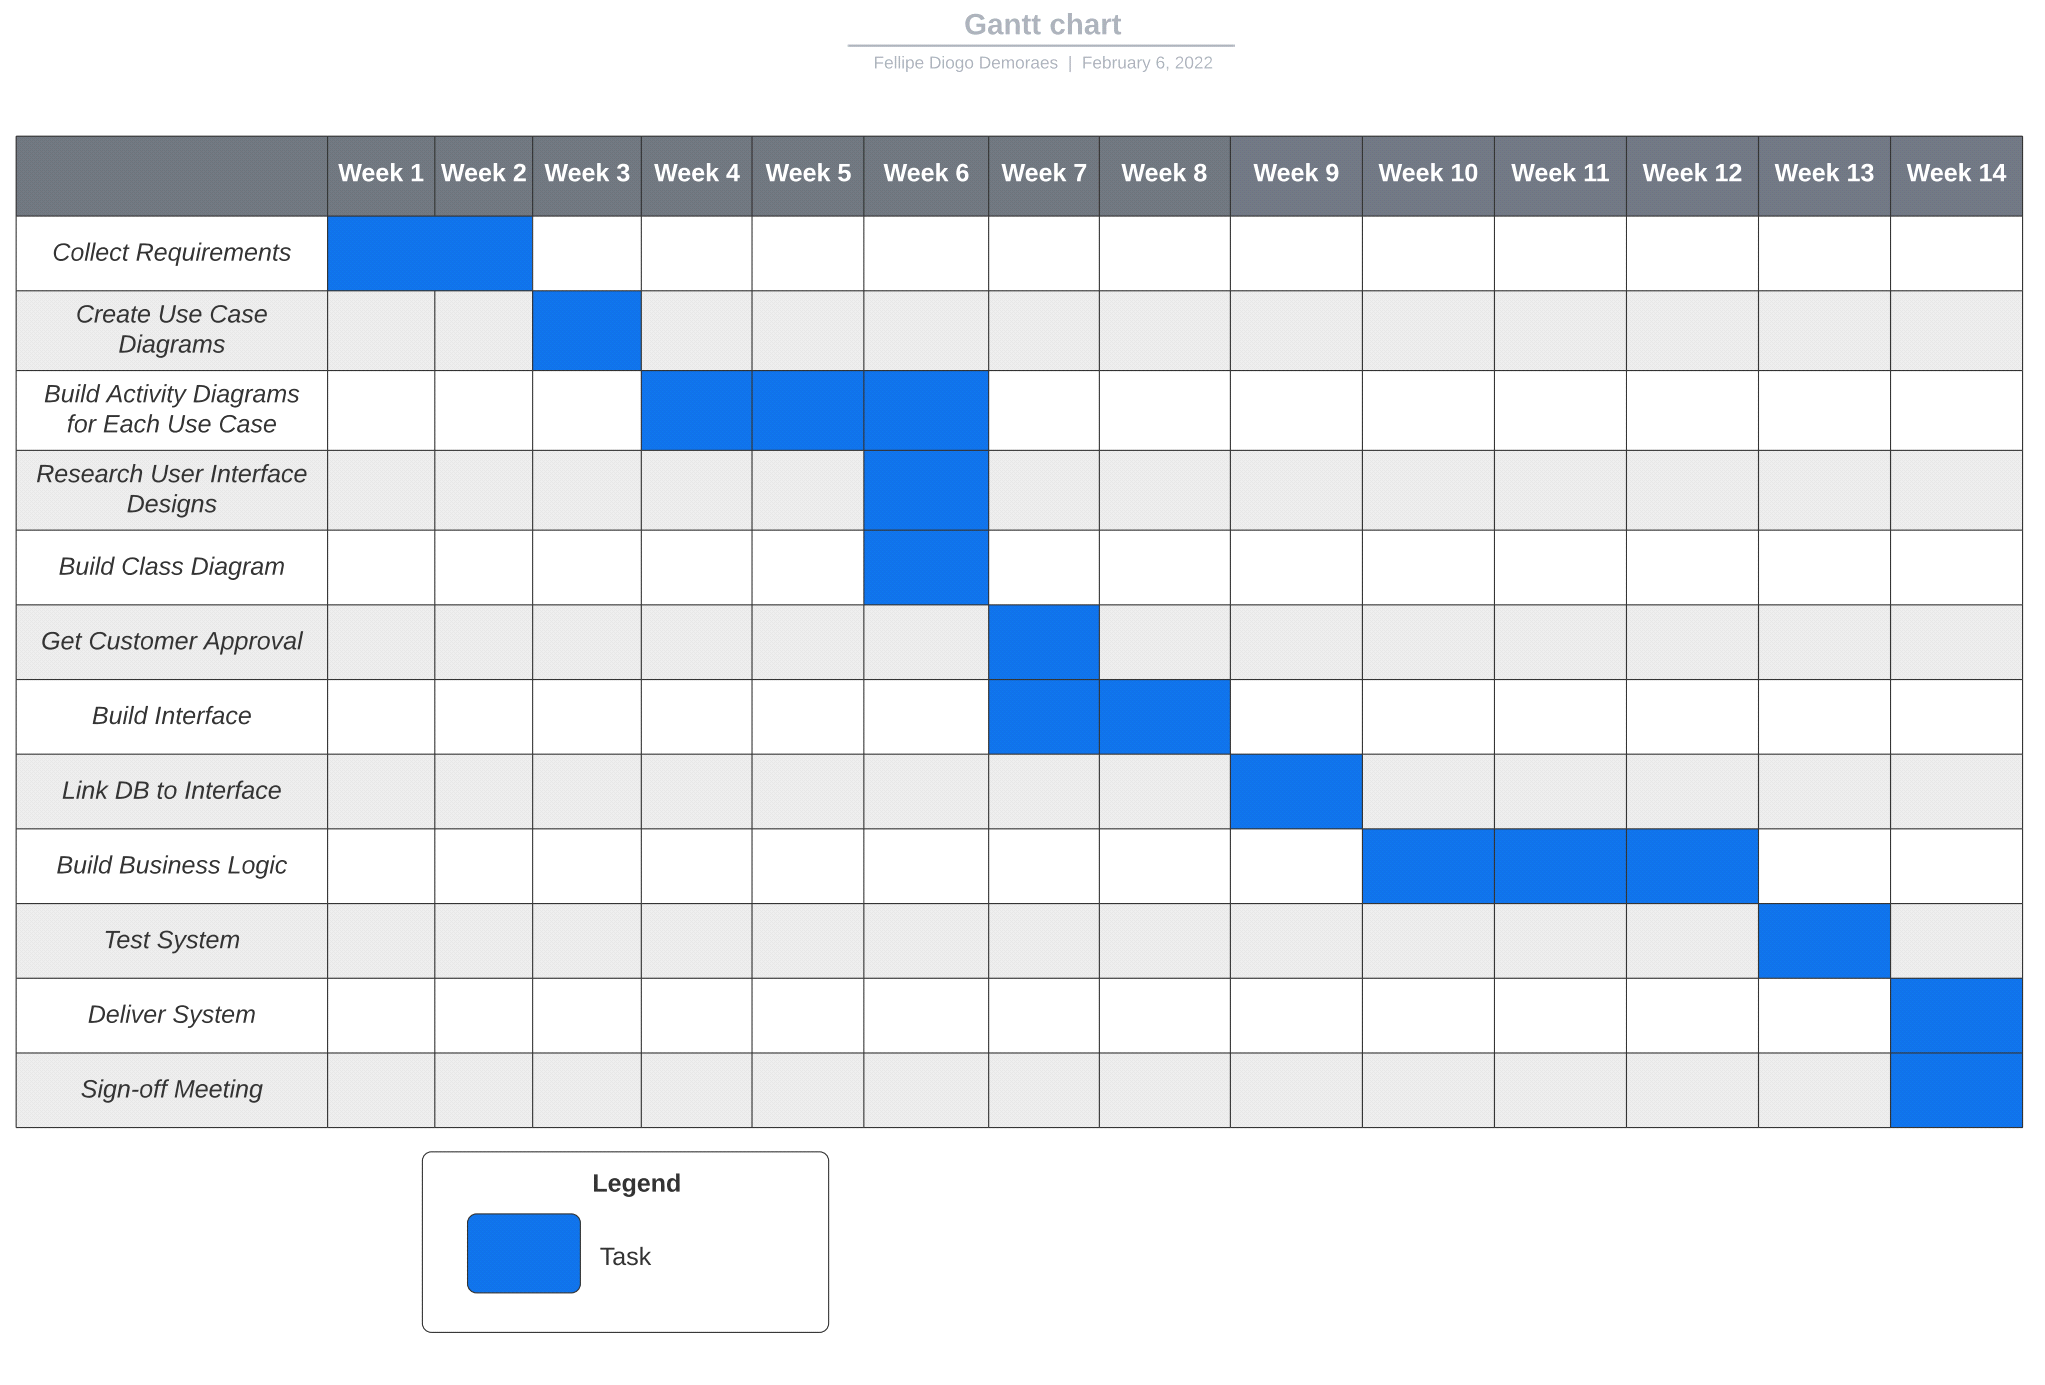 Gantt chart
Fellipe Diogo Demoraes | February 6, 2022
Week 1 Week 2 Week 3 Week 4 Week 5 Week 6 Week 7 Week 8 Week 9 Week 10 Week 11 Week 12 Week 13 Week 14
Collect Requirements
Create Use Case
Diagrams
Build Activity Diagrams
for Each Use Case
Research User Interface
Designs
Build Class Diagram
Get Customer Approval
Build Interface
Link DB to Interface
Build Business Logic
Test System
Deliver System
Sign-off Meeting
Legend
Task